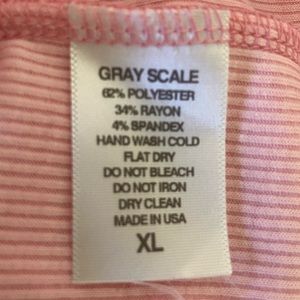 GRAY SCALE
62% POLYESTER
34% RAYON
4% SPANDEX
HAND WASH COLD
FLAT DRY
DO NOT BLEACH
DO NOT IRON
DRY CLEAN
MADE IN USA
XL